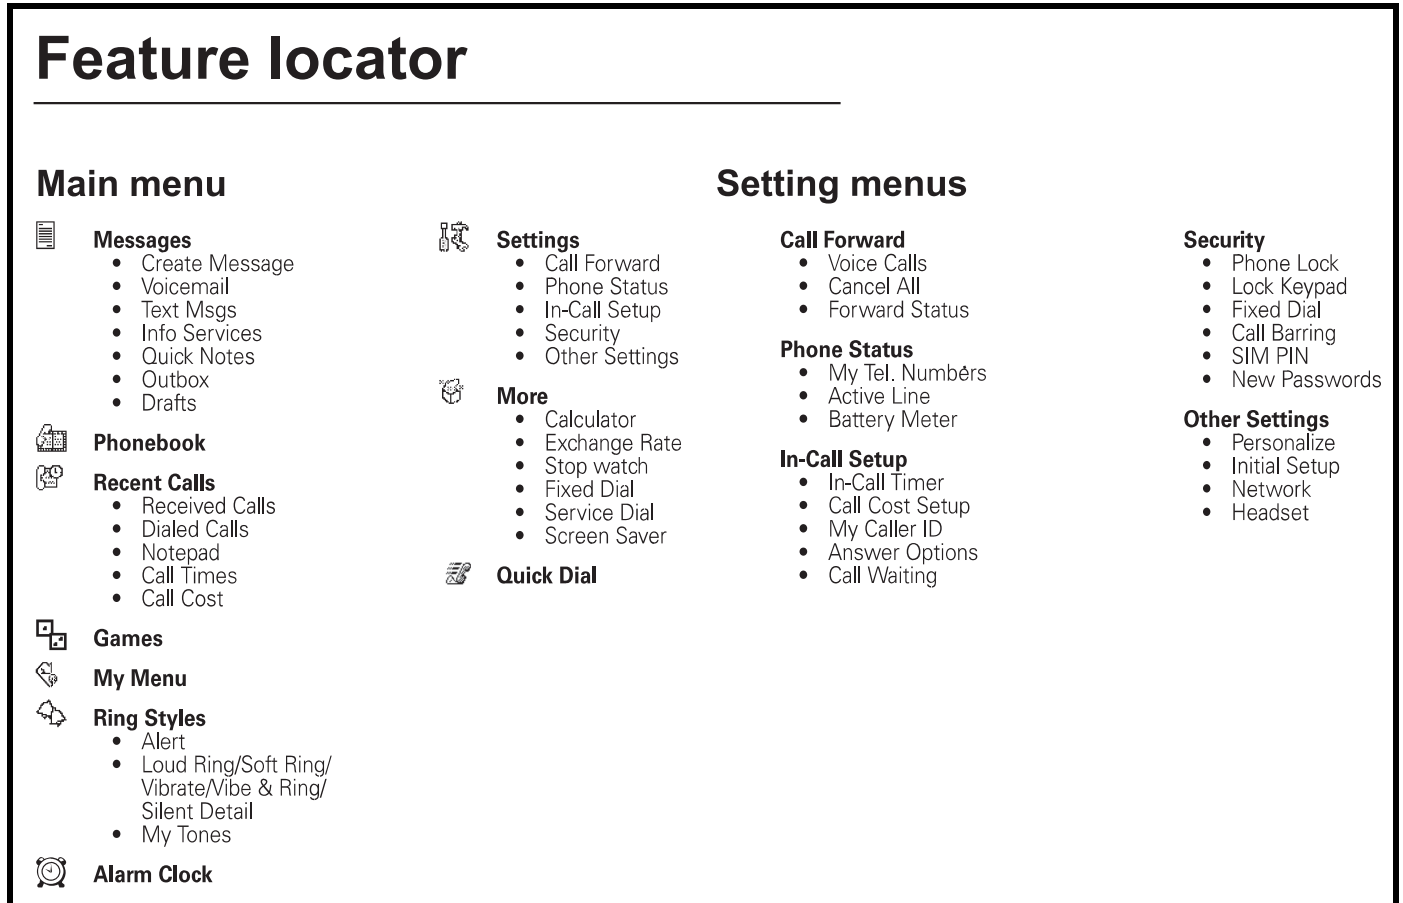 Feature locator
Main menu
Messages
• Create Message
• Voicemail
• Text Msgs
• Info Services
• Quick Notes
• Outbox
• Drafts
Phonebook
Recent Calls
• Received Calls
• Dialed Calls
• Notepad
• Call Times
• Call Cost
Games
My Menu
Ring Styles
• Alert
• Loud Ring/Soft Ring/
Vibrate/Vibe & Ring/
Silent Detail
• My Tones
Alarm Clock
Settings
• Call Forward
• Phone Status
• In-Call Setup
• Security
• Other Settings
More
• Calculator
• Exchange Rate
• Stop watch
• Fixed Dial
• Service Dial
• Screen Saver
Quick Dial
Setting menus
Call Forward
• Voice Calls
• Cancel All
• Forward Status
Phone Status
• My Tel. Numbers
• Active Line
• Battery Meter
In-Call Setup
• In-Call Timer
• Call Cost Setup
• My Caller ID
• Answer Options
• Call Waiting
Security
• Phone Lock
• Lock Keypad
• Fixed Dial
• Call Barring
• SIM PIN
• New Passwords
Other Settings
• Personalize
• Initial Setup
• Network
• Headset